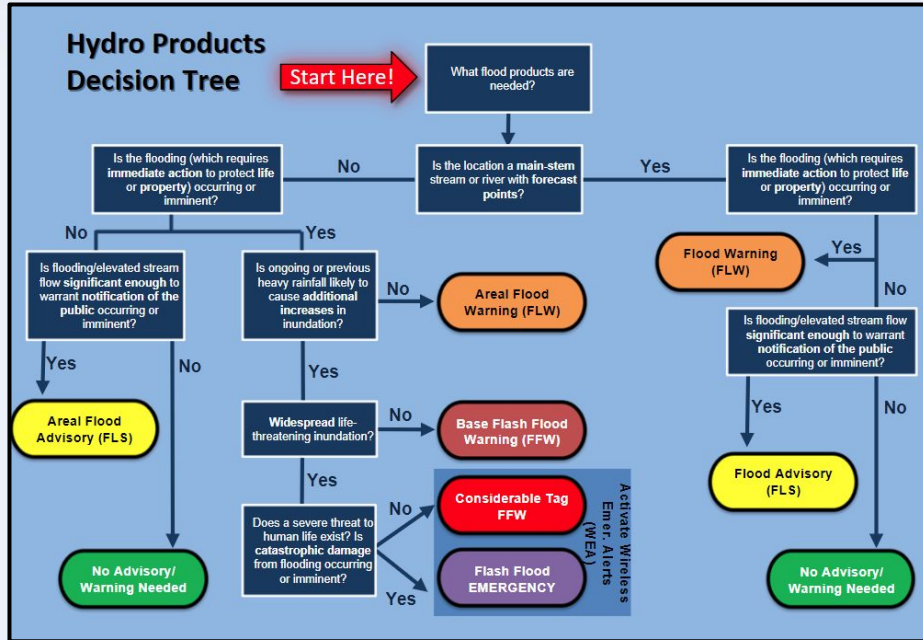 Hydro Products
Decision Tree
Start Here!
What flood products are
needed?
Is the flooding (which requires
immediate action to protect life
or property) occurring or
imminent?
No
Is the location a main-stem
stream or river with forecast
points?
Yes
Is the flooding (which requires
immediate action to protect life
or property) occurring or
imminent?
No
Yes
Is flooding/elevated stream
flow significant enough to
warrant notification of the
public occurring or
imminent?
Is ongoing or previous
heavy rainfall likely to
cause additional
increases in
inundation?
No
Areal Flood
Warning (FLW)
Flood Warning
(FLW)
Yes
No
Is flooding/elevated stream flow
significant enough to warrant
notification of the public
occurring or imminent?
Yes
No
Yes
Areal Flood
Advisory (FLS)
Widespread life-
threatening inundation?
No
Base Flash Flood
Warning (FFW)
Yes
No
Flood Advisory
(FLS)
Yes
Does a severe threat to
human life exist? Is
catastrophic damage
from flooding occurring
or imminent?
No
Considerable Tag
FFW
Yes
Flash Flood
EMERGENCY
Activate Wireless
Emer. Alerts
(WEA)
No Advisory/
Warning Needed
No Advisory/
Warning Needed